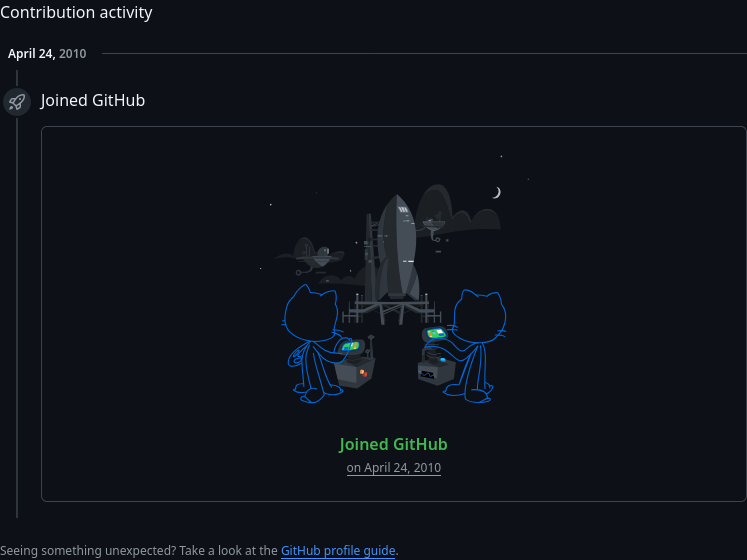 Contribution activity
April 24, 2010
Joined GitHub
Joined GitHub
on April 24, 2010
Seeing something unexpected? Take a look at the GitHub profile guide.